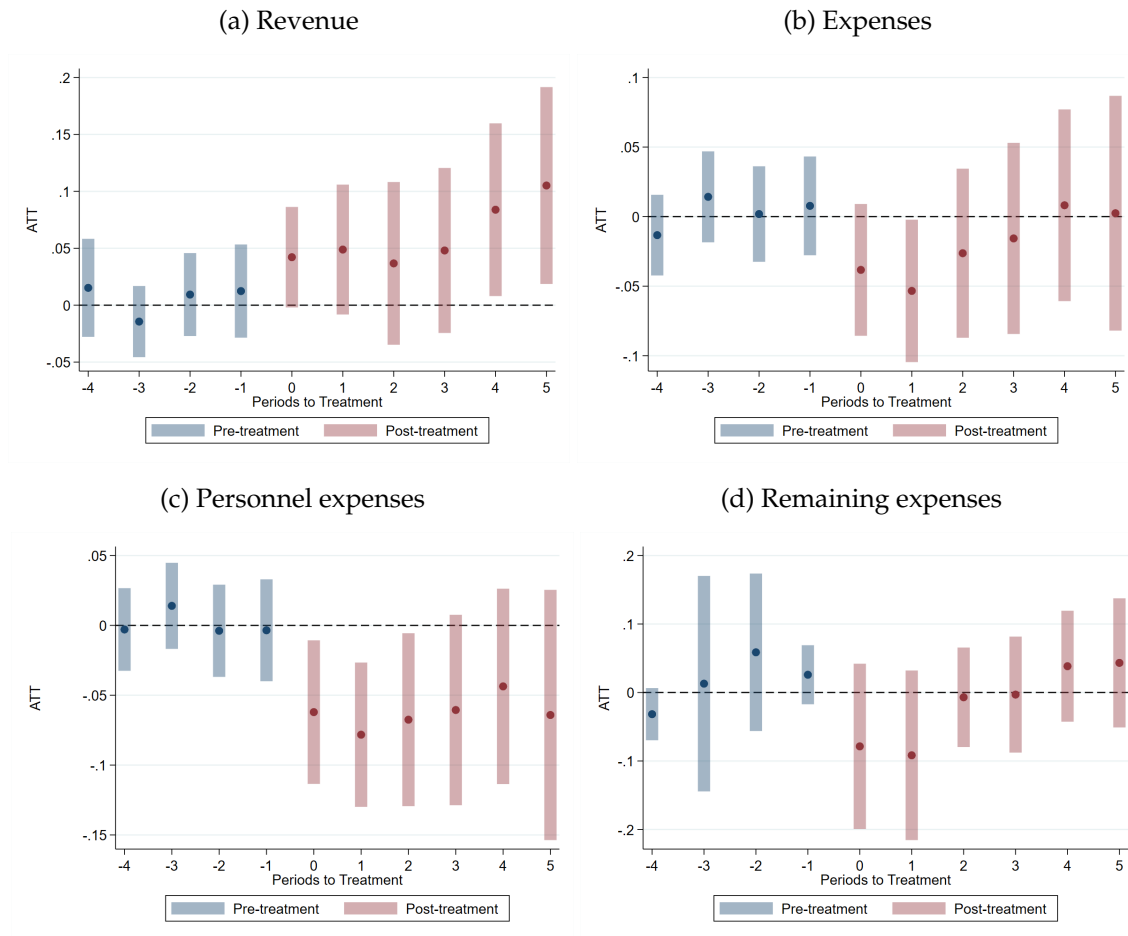 (a) Revenue
.2
.15
.1
.05
0
-.05
ATT
-4 -3 -2 -1 0 1 2 3 4 5
Periods to Treatment
Pre-treatment Post-treatment
(b) Expenses
.1
.05
0
-.05
-.1
ATT
-4 -3 -2 -1 0 1 2 3 4 5
Periods to Treatment
Pre-treatment Post-treatment
(c) Personnel expenses
.05
0
-.05
-.1
-.15
ATT
-4 -3 -2 -1 0 1 2 3 4 5
Periods to Treatment
Pre-treatment Post-treatment
(d) Remaining expenses
.2
.1
0
-.1
-.2
ATT
-4 -3 -2 -1 0 1 2 3 4 5
Periods to Treatment
Pre-treatment Post-treatment